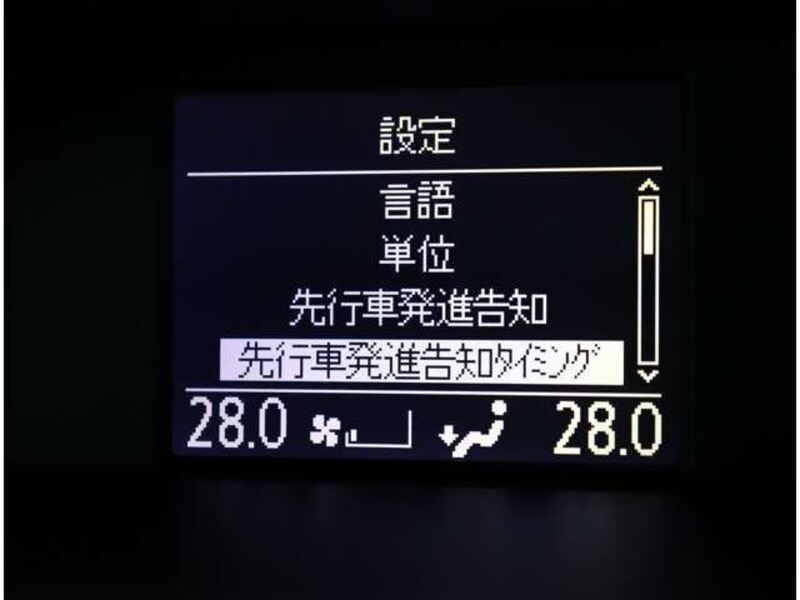 設定
言語
単位
先行車発進告知
先行車発進告知ﾀｲﾐﾝｸﾞ
28.0 28.0